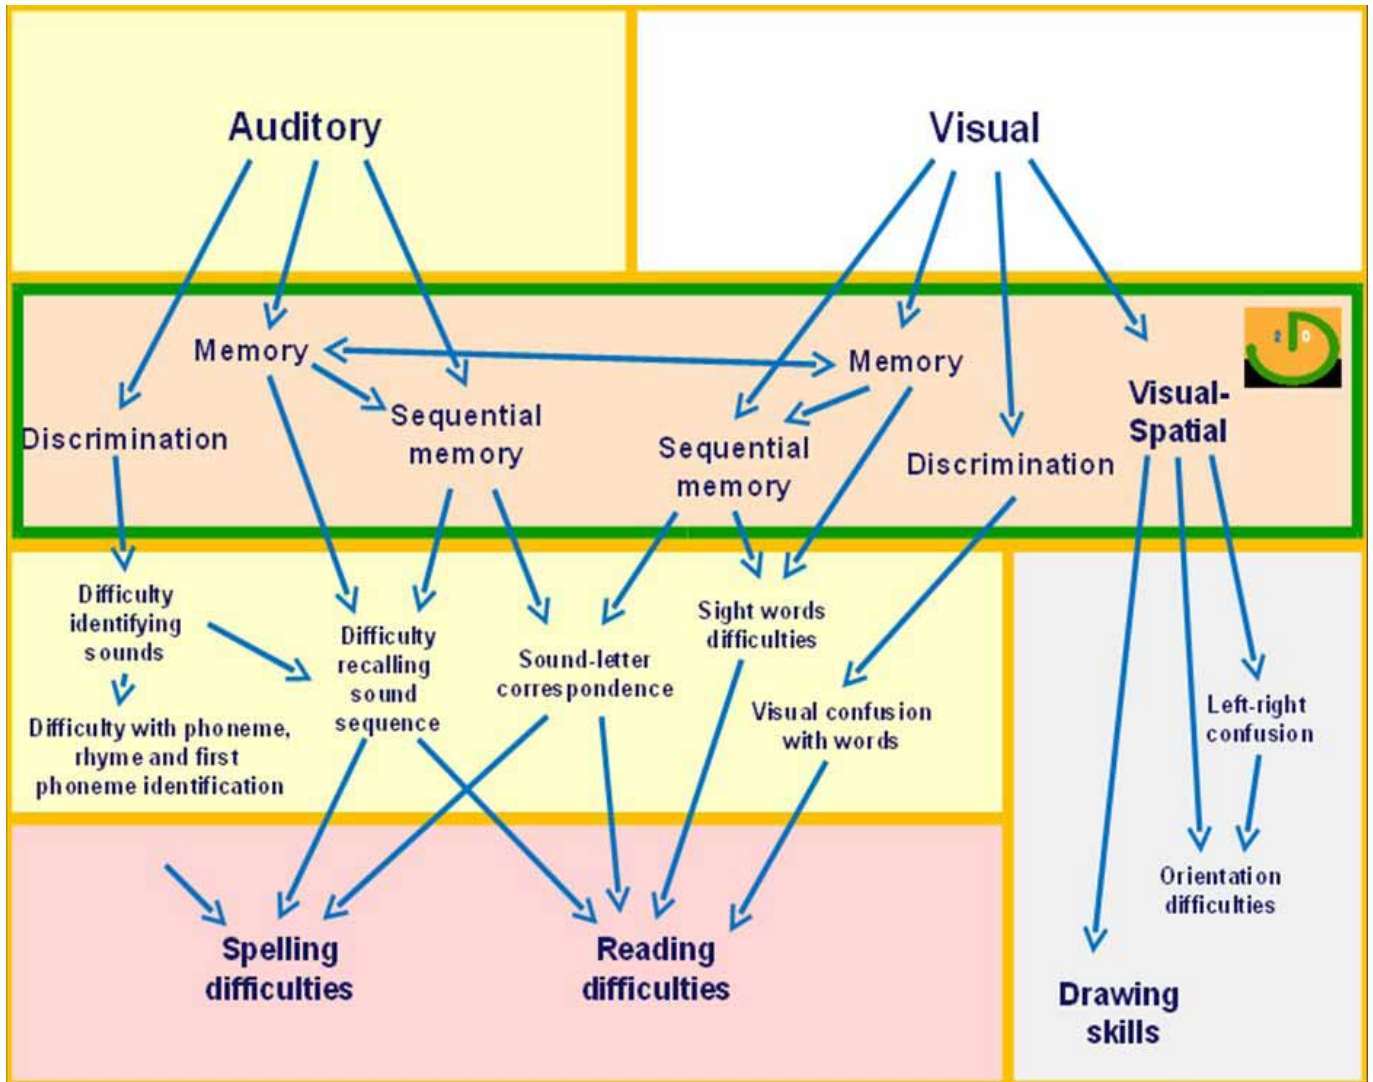 Auditory
Visual
Memory
Memory
Sequential
memory
Discrimination
Sequential
memory
Discrimination
Visual-
Spatial
2 0
Difficulty
identifying
sounds
Difficulty with phoneme,
rhyme and first
phoneme identification
Difficulty
recalling
sound
sequence
Sound-letter
correspondence
Sight words
difficulties
Visual confusion
with words
Left-right
confusion
Orientation
difficulties
Spelling
difficulties
Reading
difficulties
Drawing
skills